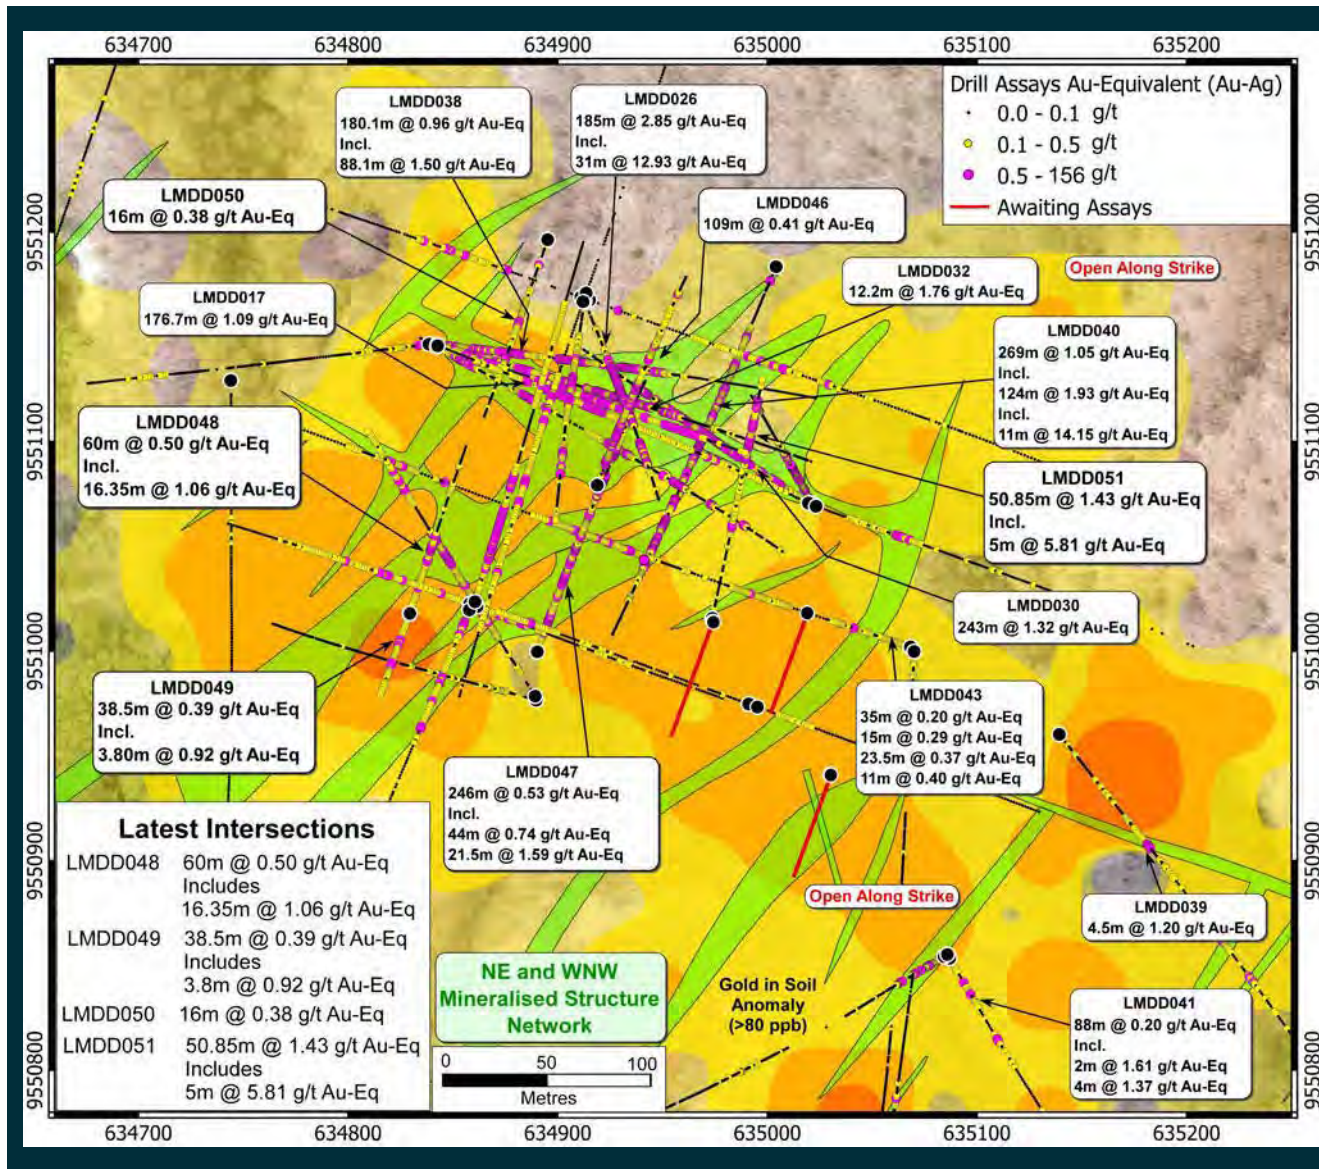 634700 634800 634900 635000 635100 635200
Drill Assays Au-Equivalent (Au-Ag)
0.0 - 0.1 g/t
0.1 - 0.5 g/t
0.5 - 156 g/t
Awaiting Assays
LMDD038
180.1m @ 0.96 g/t Au-Eq
Incl.
88.1m @ 1.50 g/t Au-Eq
LMDD026
185m @ 2.85 g/t Au-Eq
Incl.
31m @ 12.93 g/t Au-Eq
LMDD050
16m @ 0.38 g/t Au-Eq
LMDD046
109m @ 0.41 g/t Au-Eq
9551200
9551200
Open Along Strike
LMDD032
12.2m @ 1.76 g/t Au-Eq
LMDD017
176.7m @ 1.09 g/t Au-Eq
LMDD040
269m @ 1.05 g/t Au-Eq
Incl.
124m @ 1.93 g/t Au-Eq
Incl.
11m @ 14.15 g/t Au-Eq
9551100
9551100
LMDD048
60m @ 0.50 g/t Au-Eq
Incl.
16.35m @ 1.06 g/t Au-Eq
LMDD051
50.85m @ 1.43 g/t Au-Eq
Incl.
5m @ 5.81 g/t Au-Eq
LMDD030
243m @ 1.32 g/t Au-Eq
9551000
9551000
LMDD049
38.5m @ 0.39 g/t Au-Eq
Incl.
3.80m @ 0.92 g/t Au-Eq
LMDD043
35m @ 0.20 g/t Au-Eq
15m @ 0.29 g/t Au-Eq
23.5m @ 0.37 g/t Au-Eq
11m @ 0.40 g/t Au-Eq
LMDD047
246m @ 0.53 g/t Au-Eq
Incl.
44m @ 0.74 g/t Au-Eq
21.5m @ 1.59 g/t Au-Eq
9550900
9550900
Open Along Strike
LMDD039
4.5m @ 1.20 g/t Au-Eq
Latest Intersections
LMDD048 60m @ 0.50 g/t Au-Eq
Includes
16.35m @ 1.06 g/t Au-Eq
LMDD049 38.5m @ 0.39 g/t Au-Eq
Includes
3.8m @ 0.92 g/t Au-Eq
LMDD050 16m @ 0.38 g/t Au-Eq
LMDD051 50.85m @ 1.43 g/t Au-Eq
Includes
5m @ 5.81 g/t Au-Eq
NE and WNW
Mineralised Structure
Network
Gold in Soil
Anomaly
(>80 ppb)
LMDD041
88m @ 0.20 g/t Au-Eq
Incl.
2m @ 1.61 g/t Au-Eq
4m @ 1.37 g/t Au-Eq
0 50 100
Metres
9550800
9550800
634700 634800 634900 635000 635100 635200